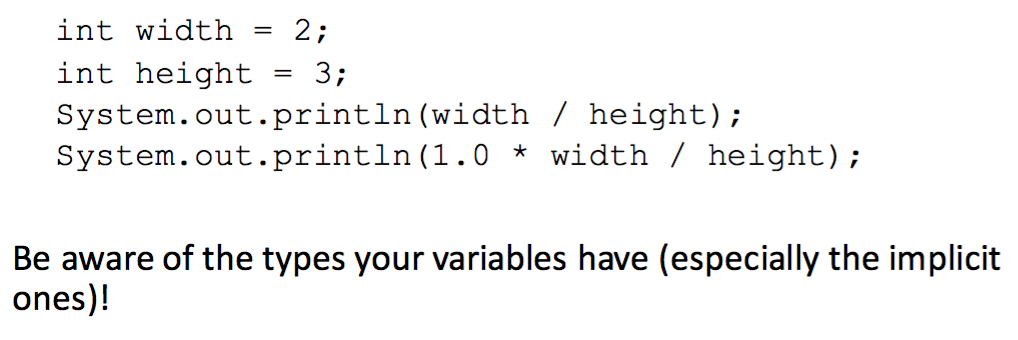 int width = 2;
int height = 3;
System.out.println(width / height);
System.out.println(1.0 * width / height);
Be aware of the types your variables have (especially the implicit
ones)!